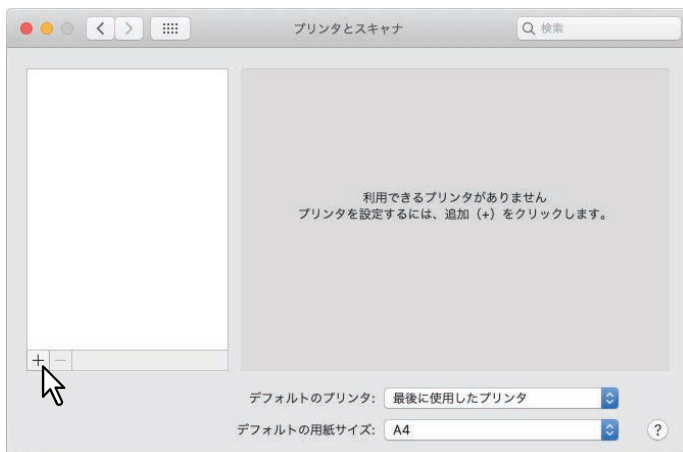 プリンタとスキャナ
検索
利用できるプリンタがありません
プリンタを設定するには、追加（+）をクリックします。
デフォルトのプリンタ: 最後に使用したプリンタ
デフォルトの用紙サイズ: A4
?